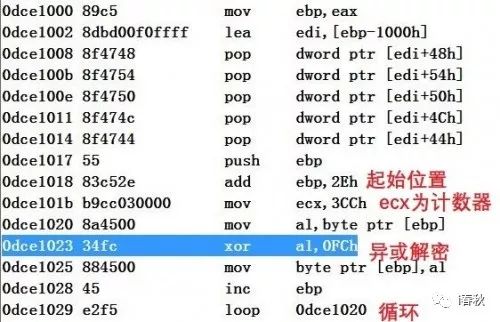 0dce1000 89c5 mov ebp,eax
0dce1002 8dbd00f0ffff lea edi,[ebp-1000h]
0dce1008 8f4748 pop dword ptr [edi+48h]
0dce100b 8f4754 pop dword ptr [edi+54h]
0dce100e 8f4750 pop dword ptr [edi+50h]
0dce1011 8f474c pop dword ptr [edi+4Ch]
0dce1014 8f4744 pop dword ptr [edi+44h]
0dce1017 55 push ebp
0dce1018 83c52e add ebp,2Eh 起始位置
0dce101b b9cc030000 mov ecx,3CCh ecx为计数器
0dce1020 8a4500 mov al,byte ptr [ebp]
0dce1023 34fc xor al,0FCh 异或解密
0dce1025 884500 mov byte ptr [ebp],al
0dce1028 45 inc ebp
0dce1029 e2f5 loop 0dce1020 循环
i春秋